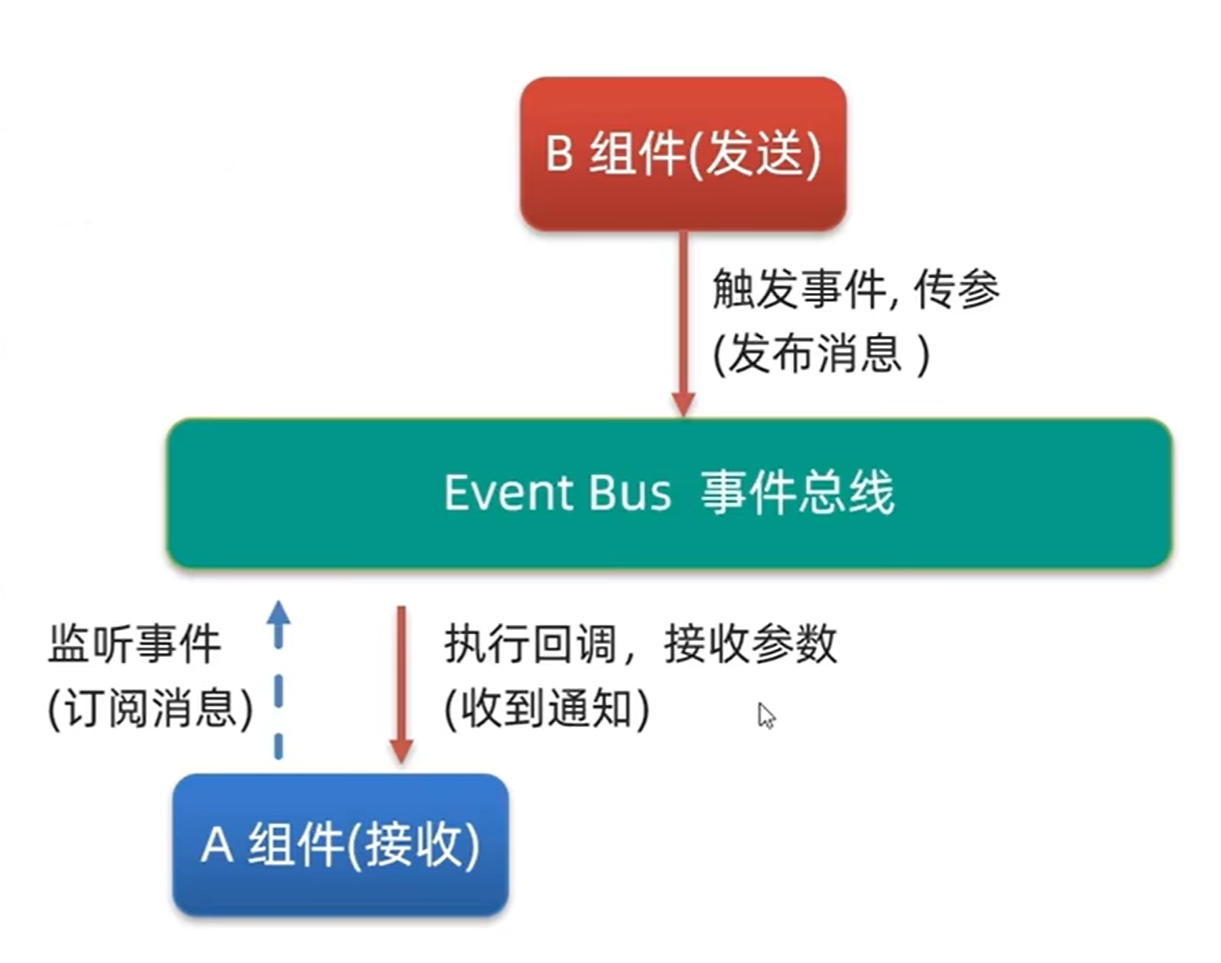 B 组件(发送)
触发事件, 传参
(发布消息 )
Event Bus 事件总线
监听事件
(订阅消息)
执行回调，接收参数
(收到通知)
A 组件(接收)